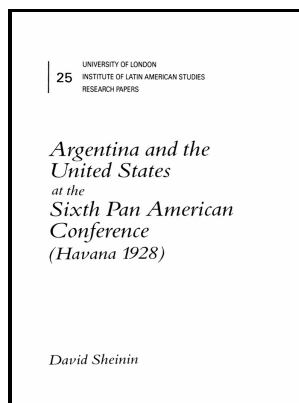 25
UNIVERSITY OF LONDON
INSTITUTE OF LATIN AMERICAN STUDIES
RESEARCH PAPERS
Argentina and the
United States
at the
Sixth Pan American
Conference
(Havana 1928)
David Sheinin